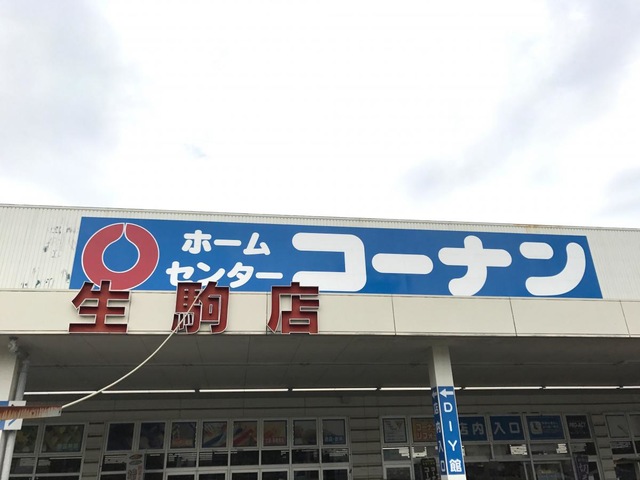 ホーム
センター
コーナン
生駒店
←DIY館
店内入口